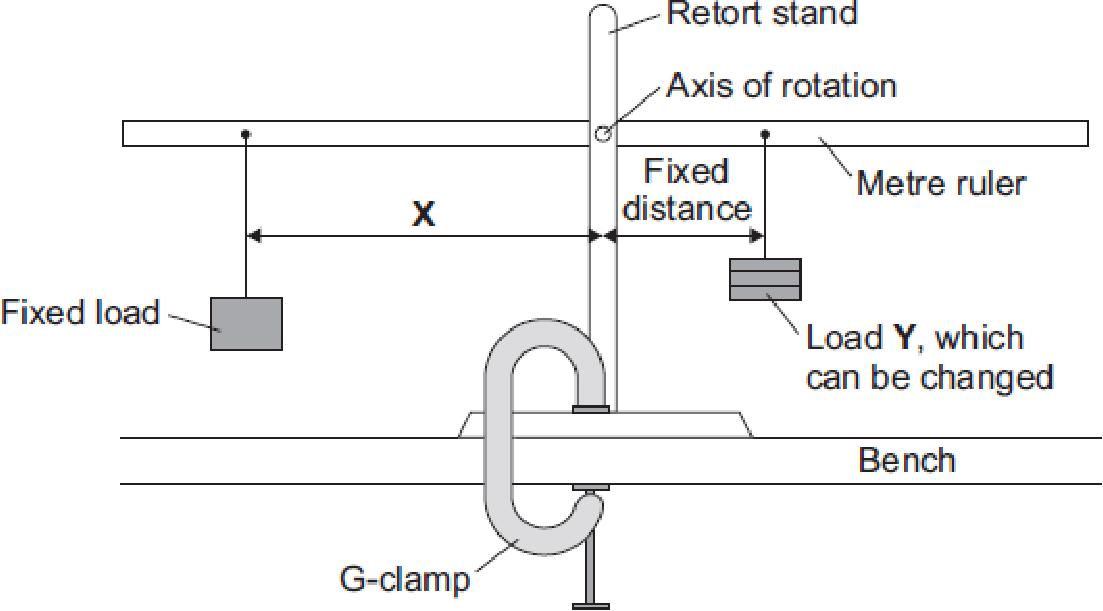 Retort stand
Axis of rotation
Fixed
distance
Metre ruler
X
Fixed load
Load Y, which
can be changed
Bench
G-clamp